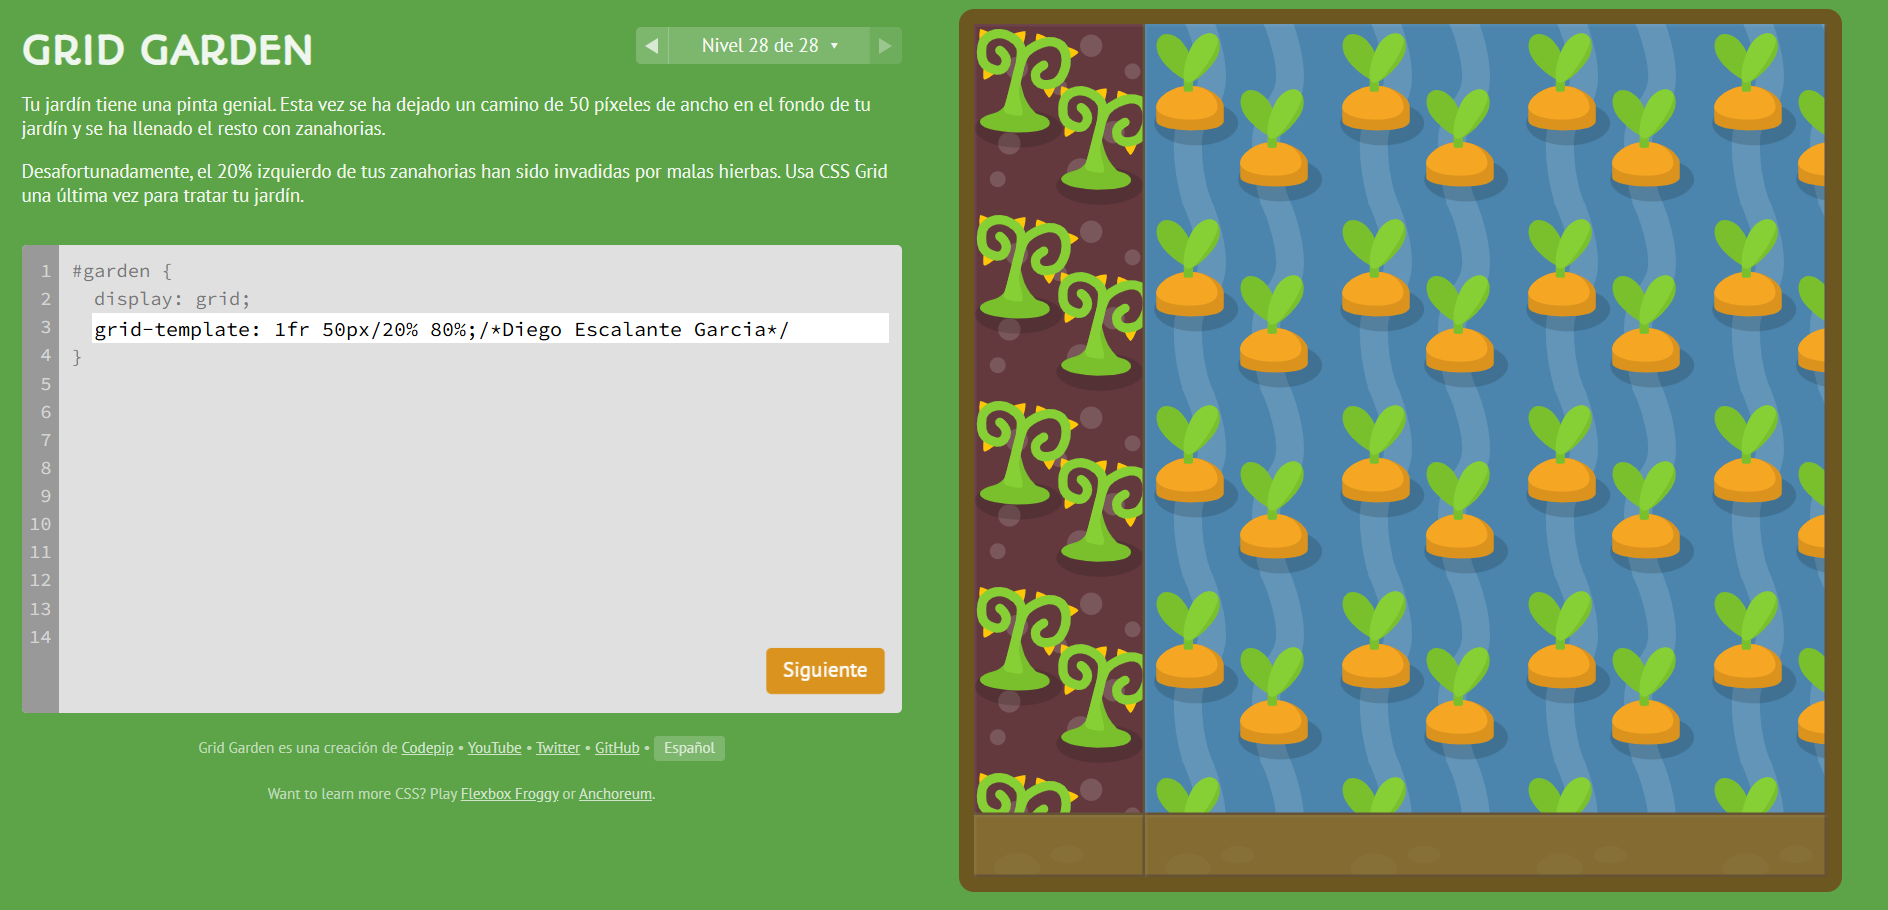 GRID GARDEN
Nivel 28 de 28
Tu jardín tiene una pinta genial. Esta vez se ha dejado un camino de 50 píxeles de ancho en el fondo de tu
jardín y se ha llenado el resto con zanahorias.
Desafortunadamente, el 20% izquierdo de tus zanahorias han sido invadidas por malas hierbas. Usa CSS Grid
una última vez para tratar tu jardín.
1 #garden {
2 display: grid;
3 grid-template: 1fr 50px/20% 80%;/*Diego Escalante Garcia*/
4 }
5
6
7
8
9
10
11
12
13
14
Siguiente
Grid Garden es una creación de Codepip • YouTube • Twitter • GitHub • Español
Want to learn more CSS? Play Flexbox Froggy or Anchoreum.